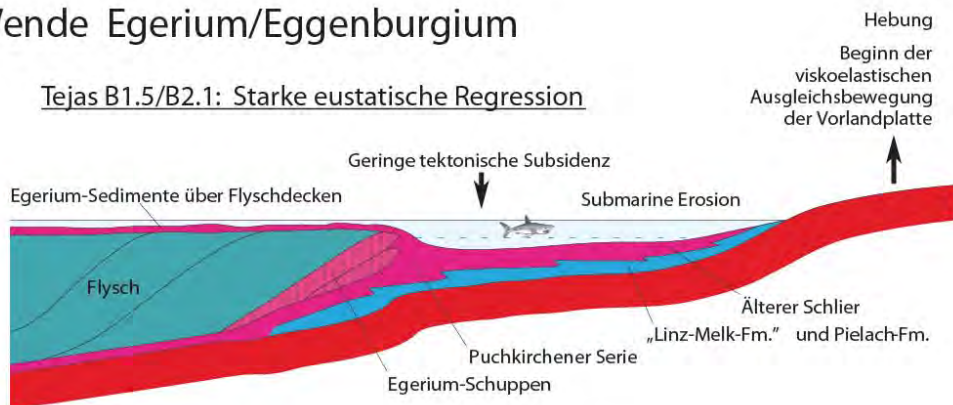 Wende Egerium/Eggenburgium
Tejas B1.5/B2.1: Starke eustatische Regression
Hebung
Beginn der
viskoelastischen
Ausgleichsbewegung
der Vorlandplatte
Geringe tektonische Subsidenz
Egerium-Sedimente über Flyschdecken
Submarine Erosion
Flysch
Älterer Schlier
„Linz-Melk-Fm.” und Pielach-Fm.
Puchkirchener Serie
Egerium-Schuppen